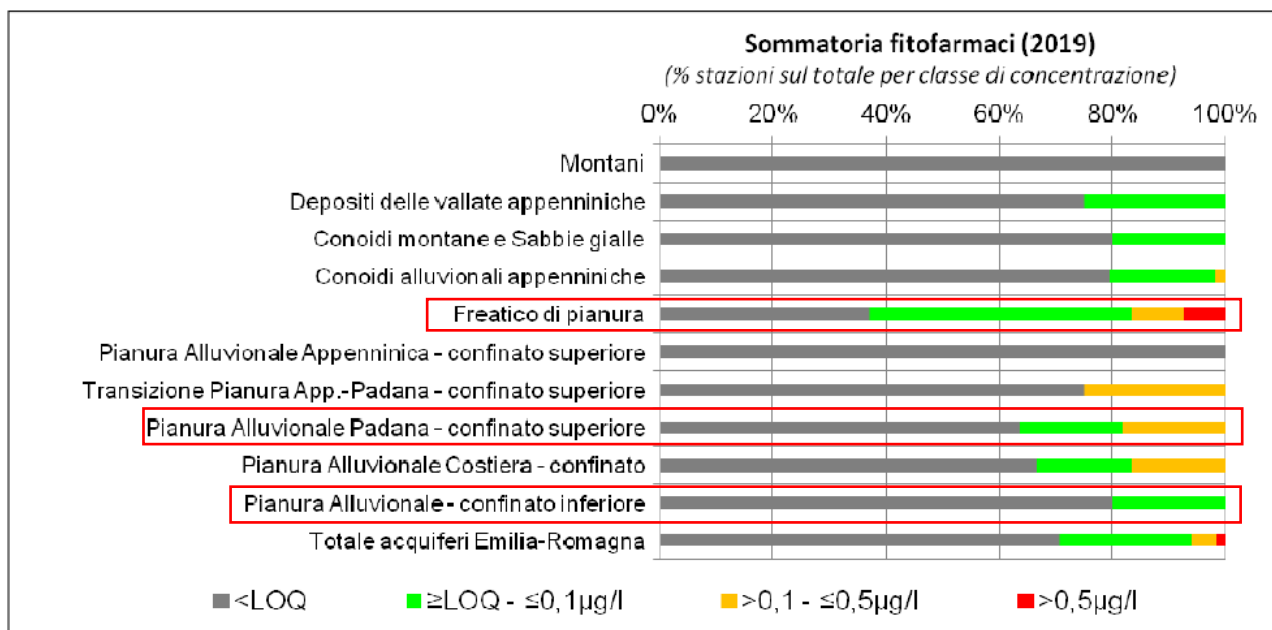 Sommatoria fitofarmaci (2019)
(% stazioni sul totale per classe di concentrazione)
0% 20% 40% 60% 80% 100%
Montani
Depositi delle vallate appenniniche
Conoidi montane e Sabbie gialle
Conoidi alluvionali appenniniche
Freatico di pianura
Pianura Alluvionale Appenninica - confinato superiore
Transizione Pianura App.-Padana - confinato superiore
Pianura Alluvionale Padana - confinato superiore
Pianura Alluvionale Costiera - confinato
Pianura Alluvionale - confinato inferiore
Totale acquiferi Emilia-Romagna
<LOQ ≥LOQ - ≤0,1µg/l >0,1 - ≤0,5µg/l >0,5µg/l